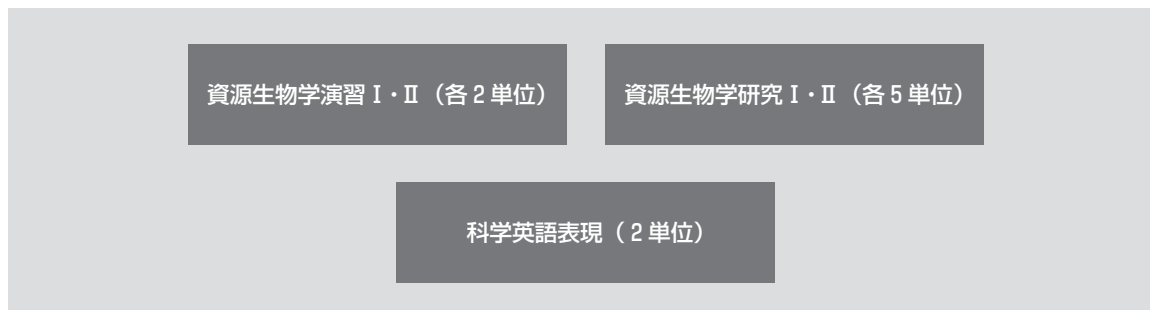 資源生物学演習Ⅰ・Ⅱ（各２単位）
資源生物学研究Ⅰ・Ⅱ（各５単位）
科学英語表現（２単位）